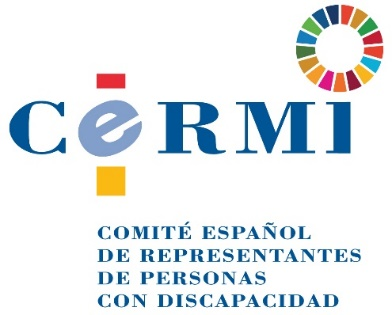 CeRMI
COMITÉ ESPAÑOL
DE REPRESENTANTES
DE PERSONAS
CON DISCAPACIDAD